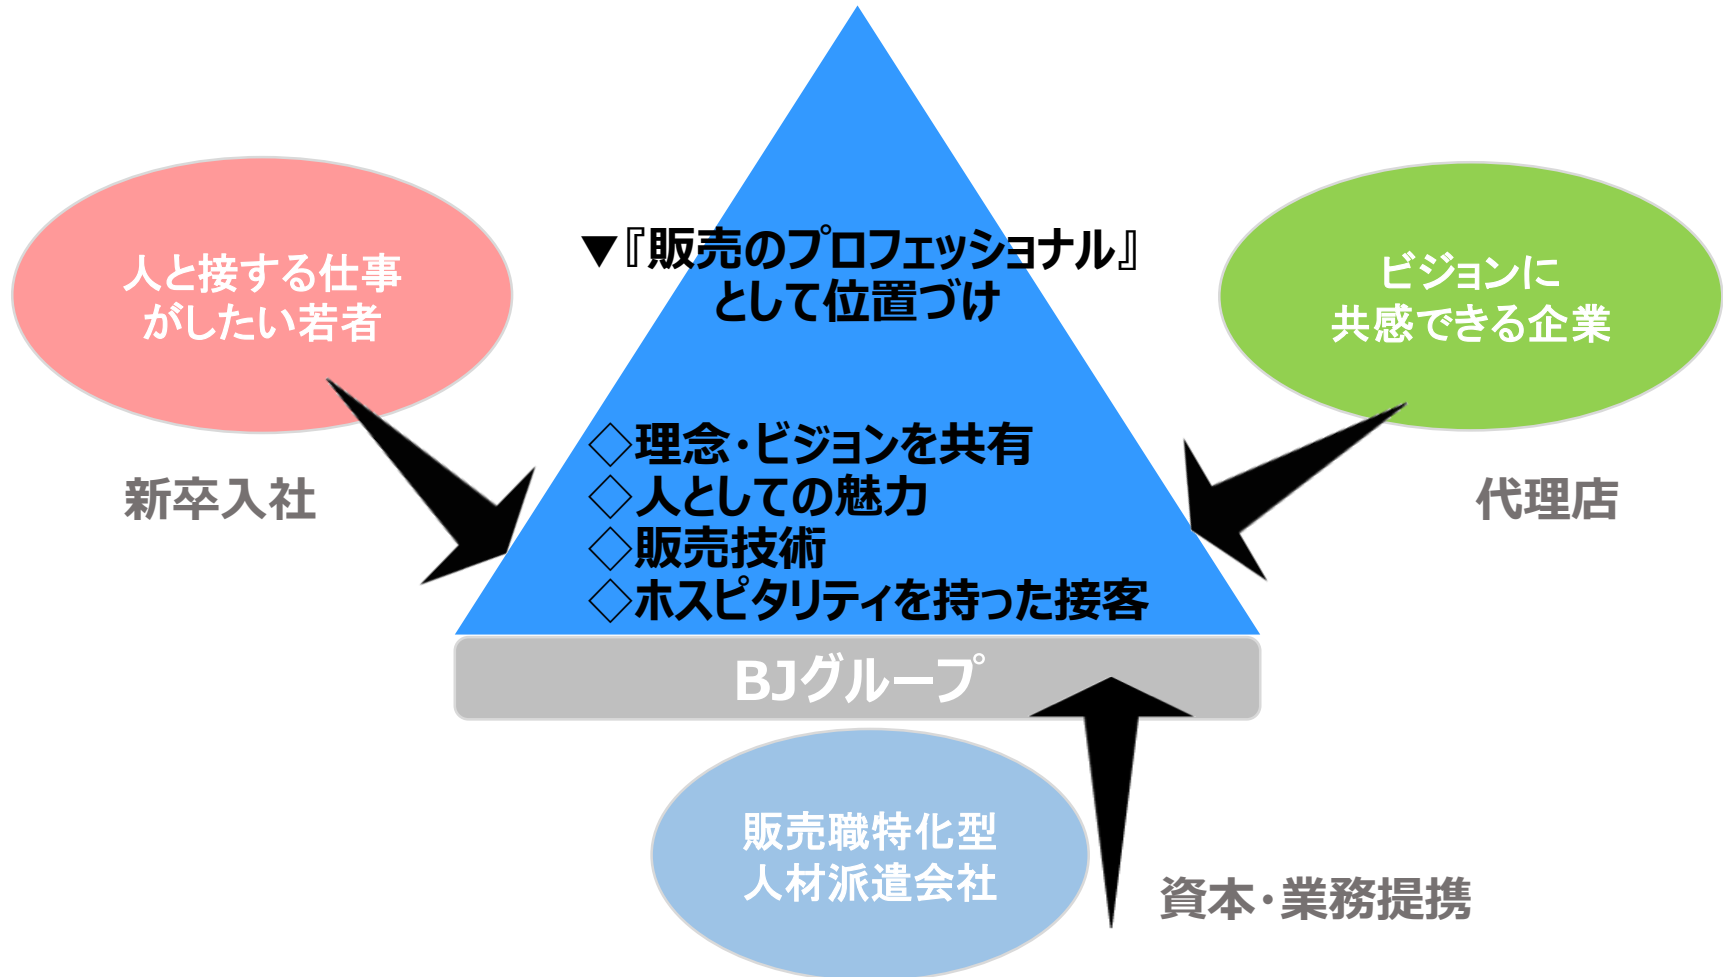 ▼『販売のプロフェッショナル』
として位置づけ
人と接する仕事
がしたい若者
ビジョンに
共感できる企業
◇理念・ビジョンを共有
◇人としての魅力
◇販売技術
◇ホスピタリティを持った接客
新卒入社
代理店
BJグループ
販売職特化型
人材派遣会社
資本・業務提携